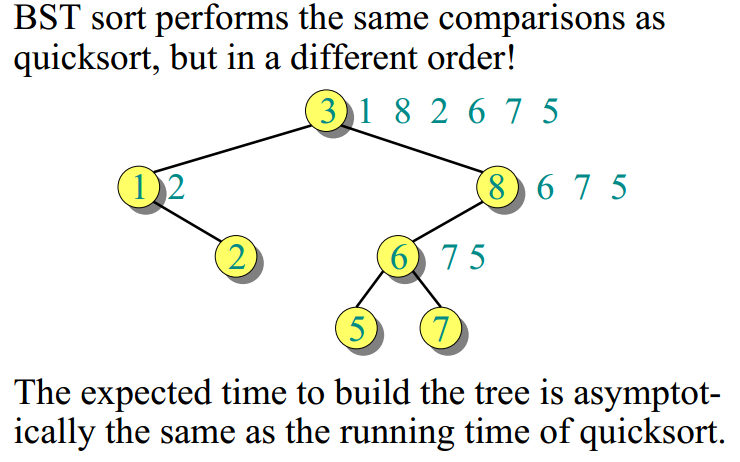 BST sort performs the same comparisons as
quicksort, but in a different order!
3 1 8 2 6 7 5
1 2
8 6 7 5
2
6 7 5
5
7
The expected time to build the tree is asymptot-
ically the same as the running time of quicksort.